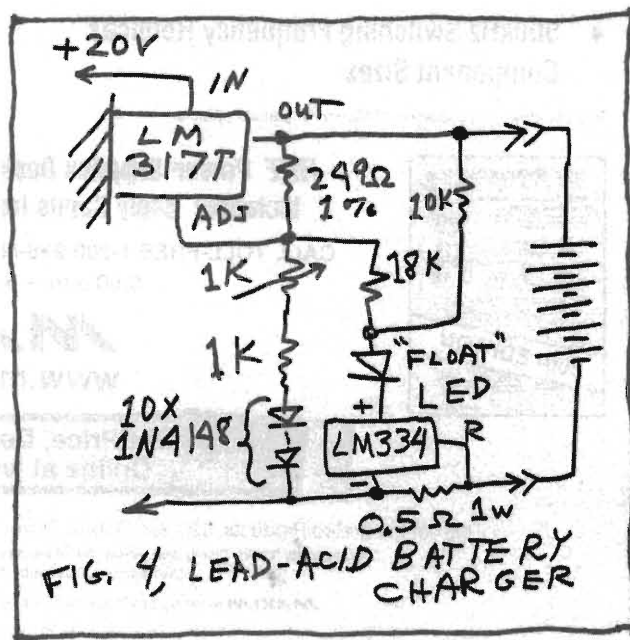 +20V
IN
OUT
LM
317T
ADJ
249Ω
1%
10K
1K
18K
1K
"FLOAT"
LED
10X
1N4148
+
LM334
R
-
0.5Ω 1W
FIG. 4, LEAD-ACID BATTERY
CHARGER